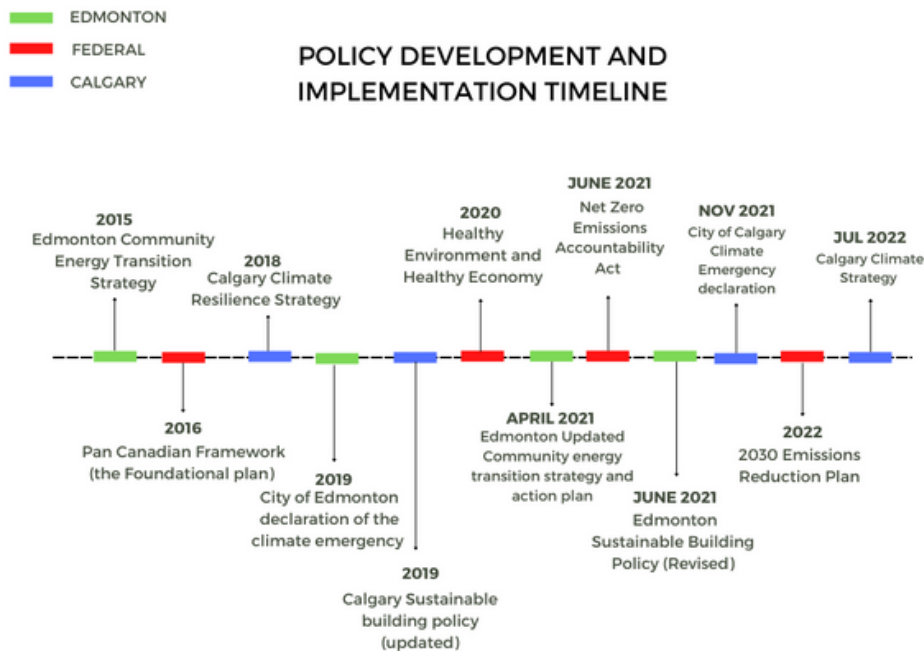 EDMONTON
FEDERAL
CALGARY
POLICY DEVELOPMENT AND
IMPLEMENTATION TIMELINE
2015
Edmonton Community
Energy Transition
Strategy
2016
Pan Canadian Framework
(the Foundational plan)
2018
Calgary Climate
Resilience Strategy
2019
City of Edmonton
declaration of the
climate emergency
2019
Calgary Sustainable
building policy
(updated)
2020
Healthy
Environment and
Healthy Economy
APRIL 2021
Edmonton Updated
Community energy
transition strategy and
action plan
JUNE 2021
Net Zero
Emissions
Accountability
Act
JUNE 2021
Edmonton
Sustainable Building
Policy (Revised)
NOV 2021
City of Calgary
Climate
Emergency
declaration
2022
2030 Emissions
Reduction Plan
JUL 2022
Calgary Climate
Strategy